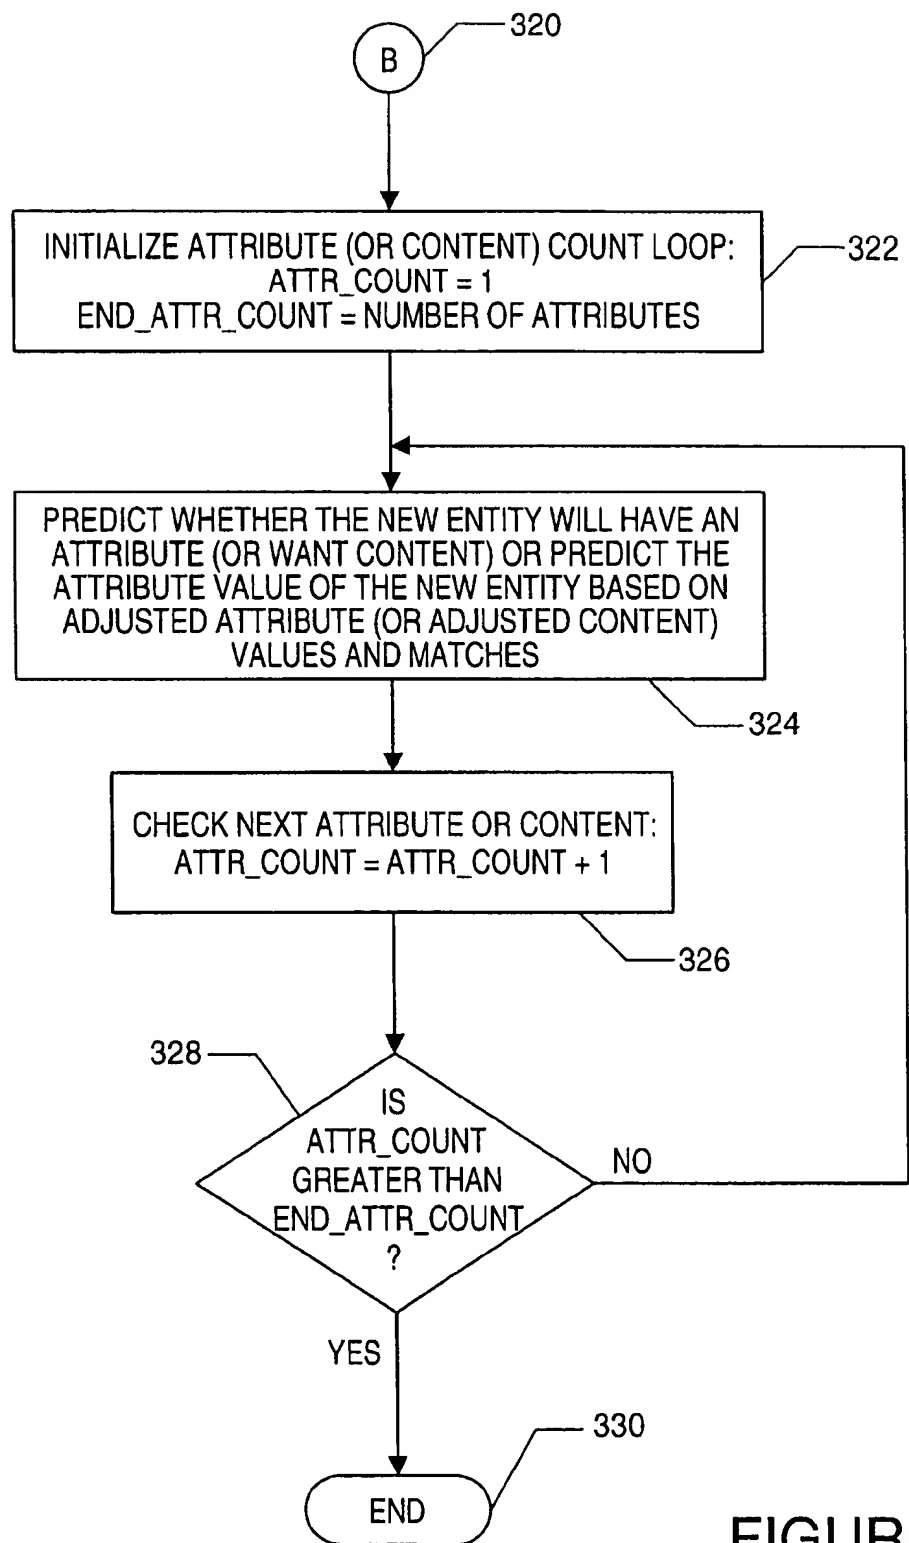 320
B
INITIALIZE ATTRIBUTE (OR CONTENT) COUNT LOOP:
ATTR_COUNT = 1
END_ATTR_COUNT = NUMBER OF ATTRIBUTES
322
PREDICT WHETHER THE NEW ENTITY WILL HAVE AN
ATTRIBUTE (OR WANT CONTENT) OR PREDICT THE
ATTRIBUTE VALUE OF THE NEW ENTITY BASED ON
ADJUSTED ATTRIBUTE (OR ADJUSTED CONTENT)
VALUES AND MATCHES
324
CHECK NEXT ATTRIBUTE OR CONTENT:
ATTR_COUNT = ATTR_COUNT + 1
326
328
IS
ATTR_COUNT
GREATER THAN
END_ATTR_COUNT
?
NO
YES
330
END